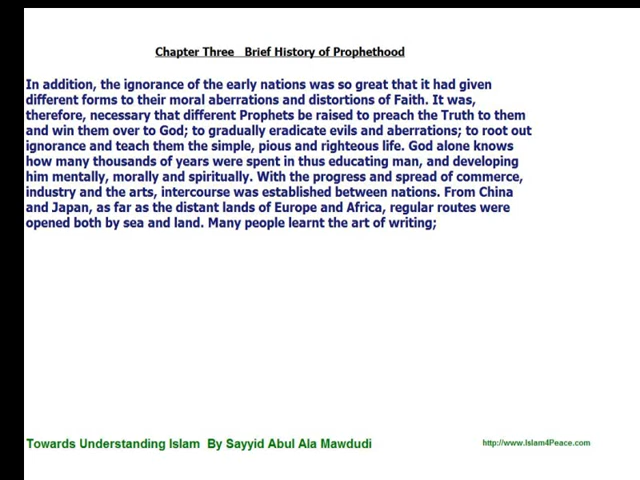 Chapter Three   Brief History of Prophethood
In addition, the ignorance of the early nations was so great that it had given
different forms to their moral aberrations and distortions of Faith. It was,
therefore, necessary that different Prophets be raised to preach the Truth to them
and win them over to God; to gradually eradicate evils and aberrations; to root out
ignorance and teach them the simple, pious and righteous life. God alone knows
how many thousands of years were spent in thus educating man, and developing
him mentally, morally and spiritually. With the progress and spread of commerce,
industry and the arts, intercourse was established between nations. From China
and Japan, as far as the distant lands of Europe and Africa, regular routes were
opened both by sea and land. Many people learnt the art of writing;
Towards Understanding Islam  By Sayyid Abul Ala Mawdudi
http://www.Islam4Peace.com